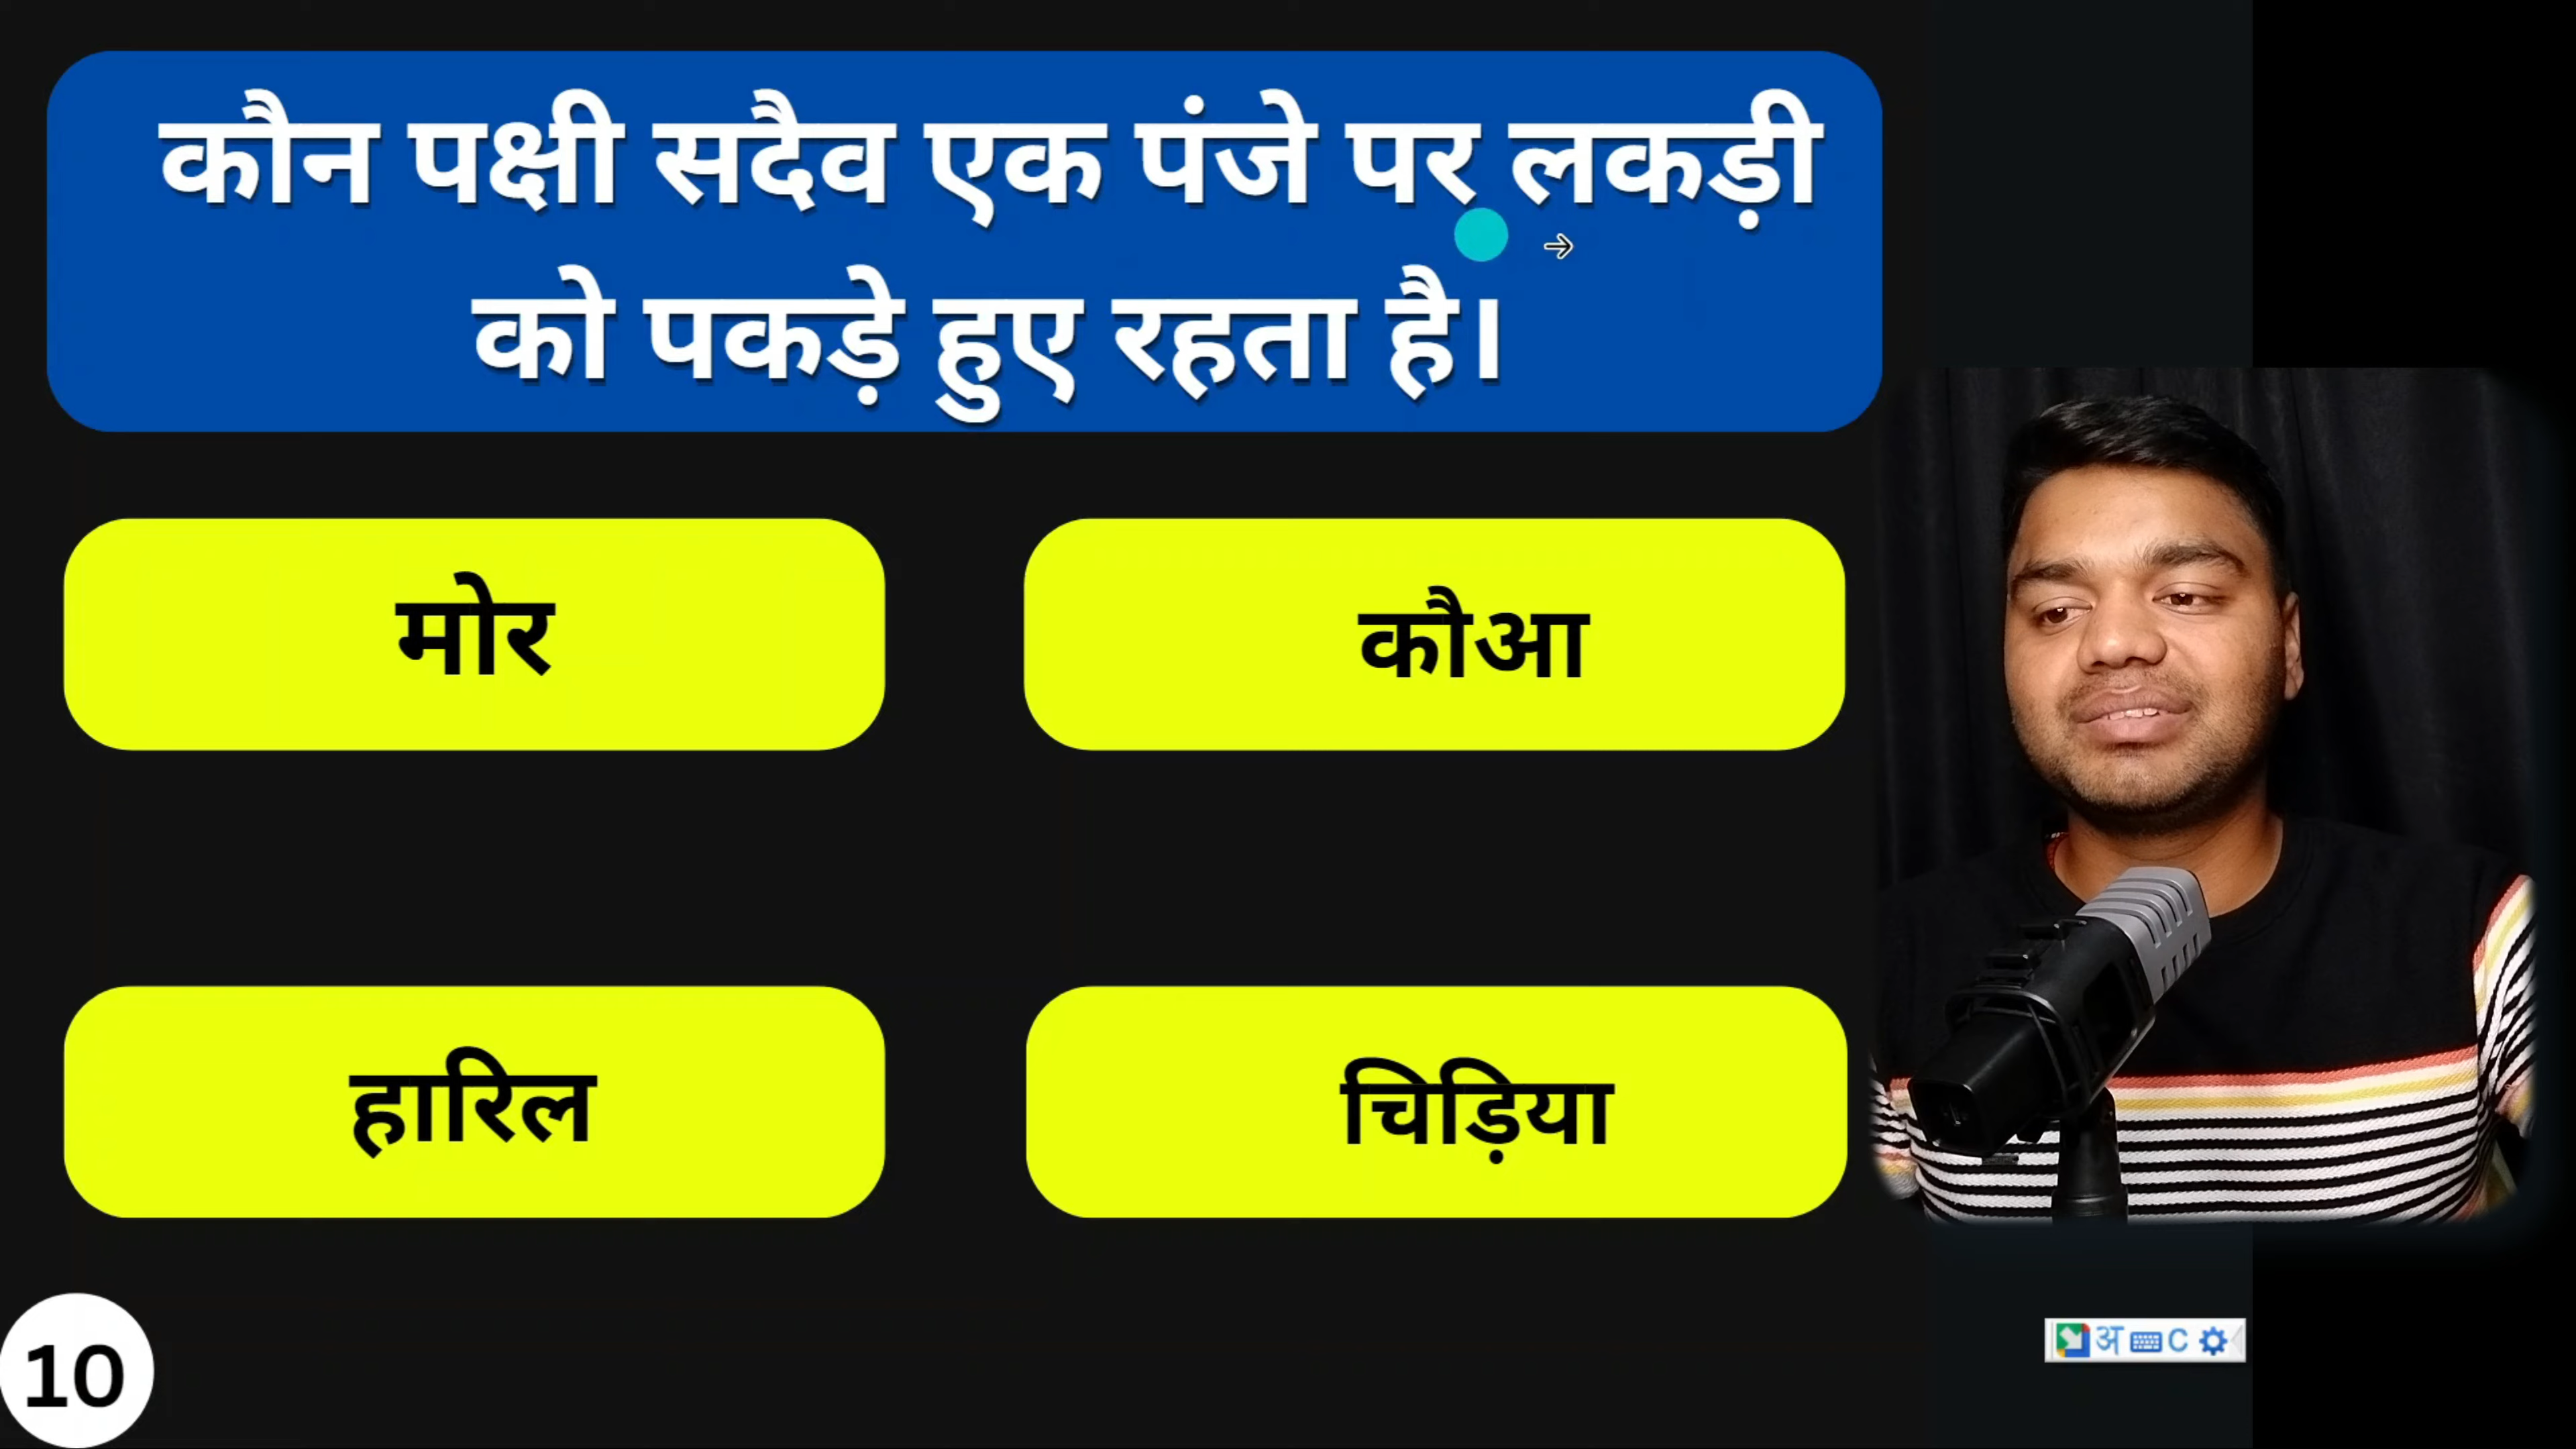 कौन पक्षी सदैव एक पंजे पर लकड़ी
को पकड़े हुए रहता है।
मोर
कौआ
हारिल
चिड़िया
10
अ C